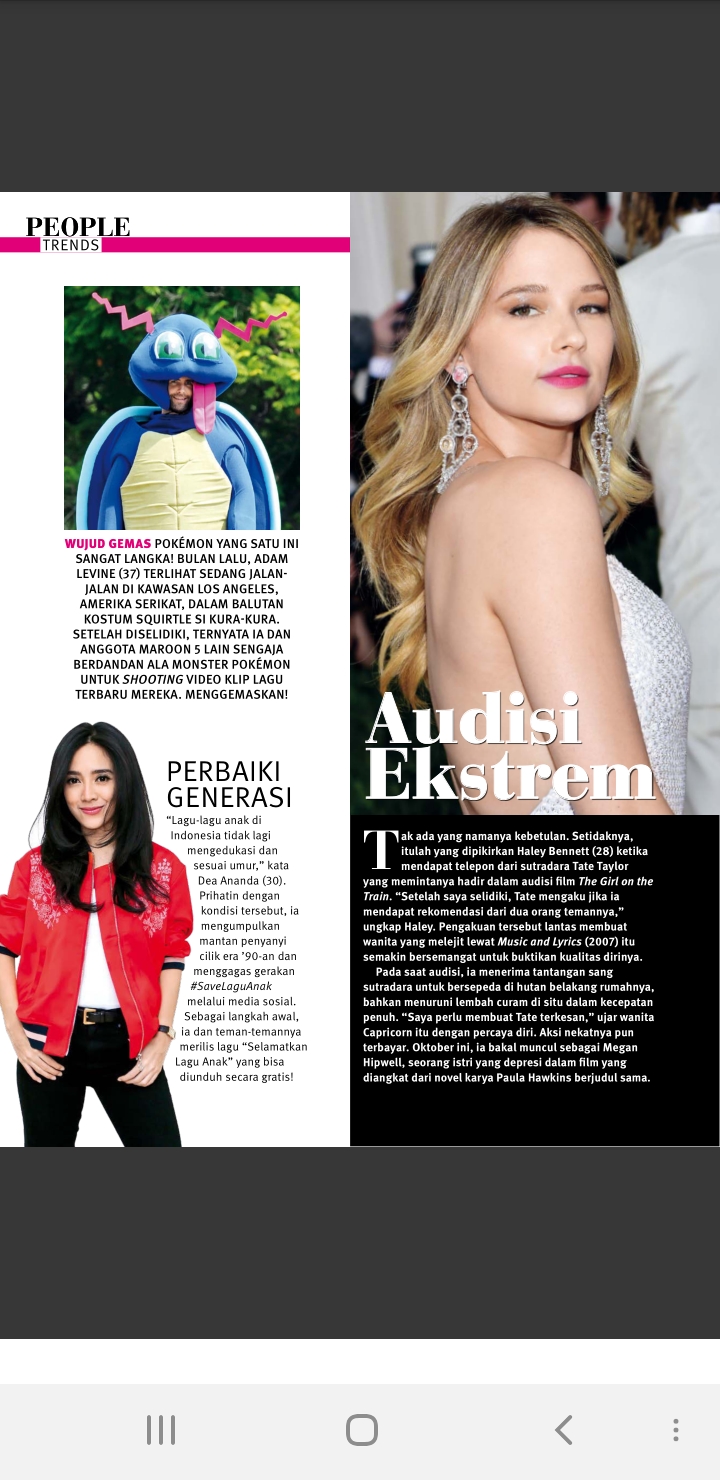 PEOPLE
TRENDS
WUJUD GEMAS POKÉMON YANG SATU INI
SANGAT LANGKA! BULAN LALU, ADAM
LEVINE (37) TERLIHAT SEDANG JALAN-
JALAN DI KAWASAN LOS ANGELES,
AMERIKA SERIKAT, DALAM BALUTAN
KOSTUM SQUIRTLE SI KURA-KURA.
SETELAH DISELIDIKI, TERNYATA IA DAN
ANGGOTA MAROON 5 LAIN SENGAJA
BERDANDAN ALA MONSTER POKÉMON
UNTUK SHOOTING VIDEO KLIP LAGU
TERBARU MEREKA. MENGGEMASKAN!
PERBAIKI
GENERASI
“Lagu-lagu anak di
Indonesia tidak lagi
mengedukasi dan
sesuai umur,” kata
Dea Ananda (30).
Prihatin dengan
kondisi tersebut, ia
mengumpulkan
mantan penyanyi
cilik era ’90-an dan
menggagas gerakan
#SaveLaguAnak
melalui media sosial.
Sebagai langkah awal,
ia dan teman-temannya
merilis lagu “Selamatkan
Lagu Anak” yang bisa
diunduh secara gratis!
Audisi
Ekstrem
Tak ada yang namanya kebetulan. Setidaknya,
itulah yang dipikirkan Haley Bennett (28) ketika
mendapat telepon dari sutradara Tate Taylor
yang memintanya hadir dalam audisi film The Girl on the
Train. “Setelah saya selidiki, Tate mengaku jika ia
mendapat rekomendasi dari dua orang temannya,”
ungkap Haley. Pengakuan tersebut lantas membuat
wanita yang melejit lewat Music and Lyrics (2007) itu
semakin bersemangat untuk buktikan kualitas dirinya.
Pada saat audisi, ia menerima tantangan sang
sutradara untuk bersepeda di hutan belakang rumahnya,
bahkan menuruni lembah curam di situ dalam kecepatan
penuh. “Saya perlu membuat Tate terkesan,” ujar wanita
Capricorn itu dengan percaya diri. Aksi nekatnya pun
terbayar. Oktober ini, ia bakal muncul sebagai Megan
Hipwell, seorang istri yang depresi dalam film yang
diangkat dari novel karya Paula Hawkins berjudul sama.